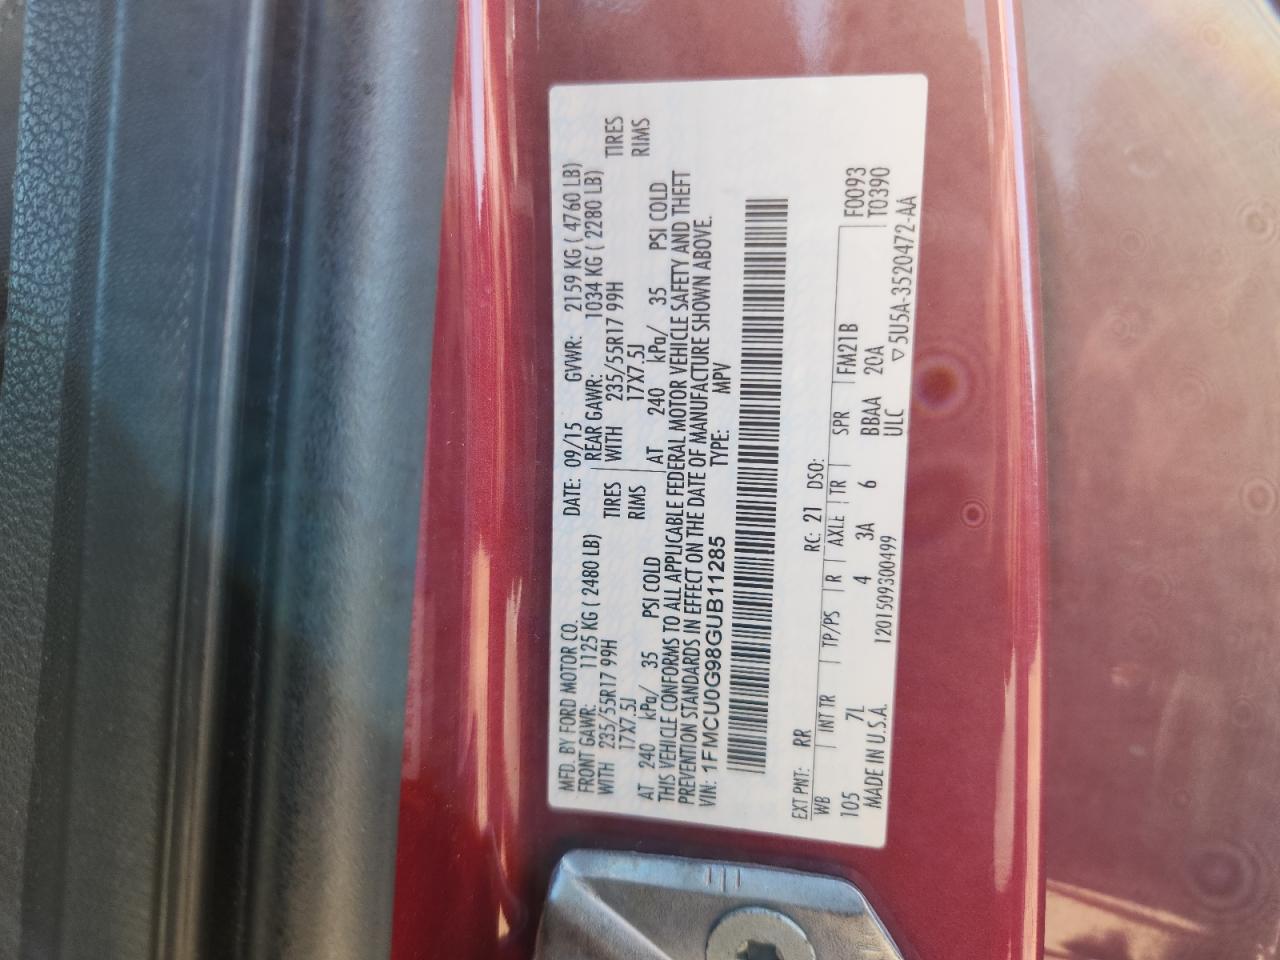 MFD. BY FORD MOTOR CO. DATE: 09/15 GVWR: 2159 KG ( 4760 LB)
FRONT GAWR: 1125 KG ( 2480 LB) REAR GAWR: 1034 KG ( 2280 LB)
WITH 235/55R17 99H TIRES WITH 235/55R17 99H TIRES
17X7.5J RIMS 17X7.5J RIMS
AT 240 kPa/ 35 PSI COLD AT 240 kPa/ 35 PSI COLD
THIS VEHICLE CONFORMS TO ALL APPLICABLE FEDERAL MOTOR VEHICLE SAFETY AND THEFT
PREVENTION STANDARDS IN EFFECT ON THE DATE OF MANUFACTURE SHOWN ABOVE.
VIN: 1FMCU0G98GUB11285 TYPE: MPV
EXT PNT: RR RC: 21 DSO: F0093
WB INT TR TP/PS R AXLE TR SPR FM21B T0390
105 7L 4 3A 6 BBAA 20A
MADE IN U.S.A. 1201509300499 ULC ▽5U5A-3520472-AA